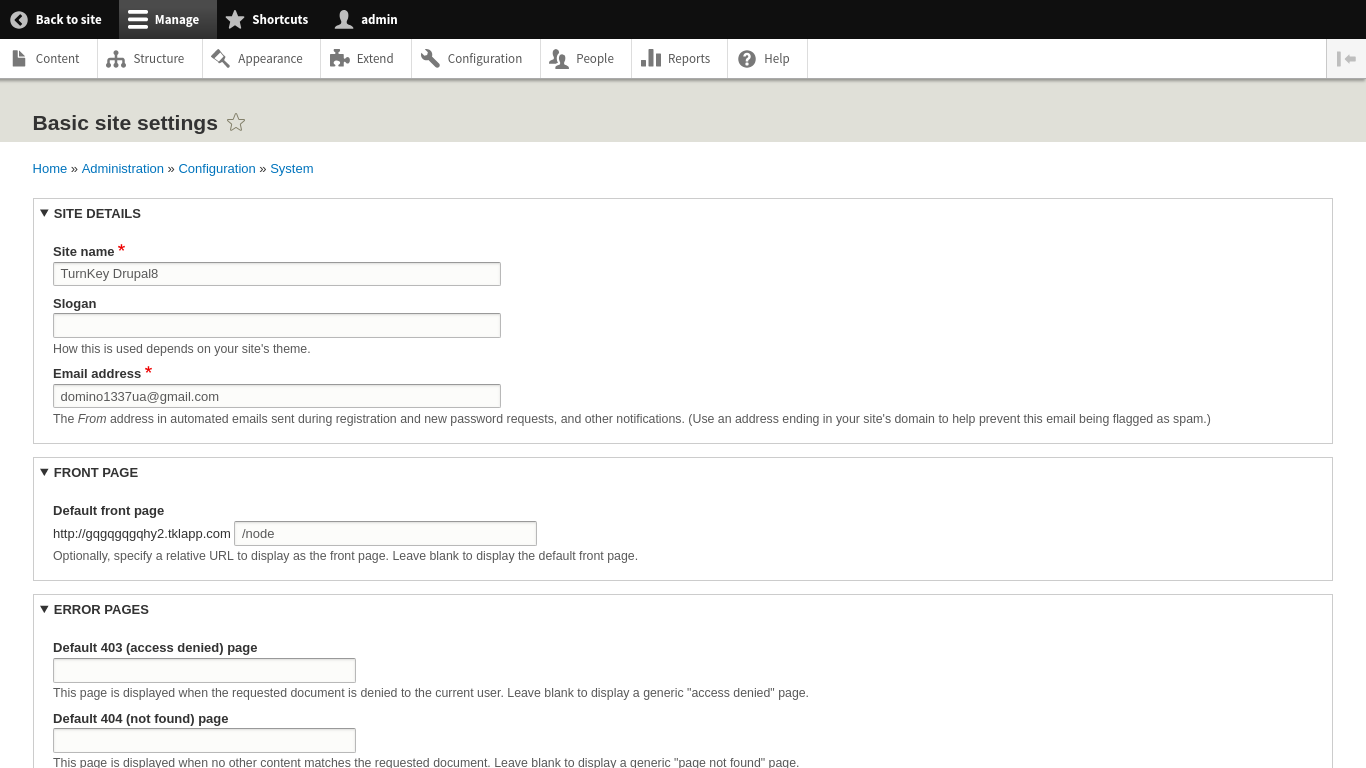 Back to site
Manage
Shortcuts
admin
Content
Structure
Appearance
Extend
Configuration
People
Reports
Help
Basic site settings
Home » Administration » Configuration » System
SITE DETAILS
Site name *
TurnKey Drupal8
Slogan
How this is used depends on your site's theme.
Email address *
domino1337ua@gmail.com
The From address in automated emails sent during registration and new password requests, and other notifications. (Use an address ending in your site's domain to help prevent this email being flagged as spam.)
FRONT PAGE
Default front page
http://gqgqgqgqhy2.tklapp.com /node
Optionally, specify a relative URL to display as the front page. Leave blank to display the default front page.
ERROR PAGES
Default 403 (access denied) page
This page is displayed when the requested document is denied to the current user. Leave blank to display a generic "access denied" page.
Default 404 (not found) page
This page is displayed when no other content matches the requested document. Leave blank to display a generic "page not found" page.